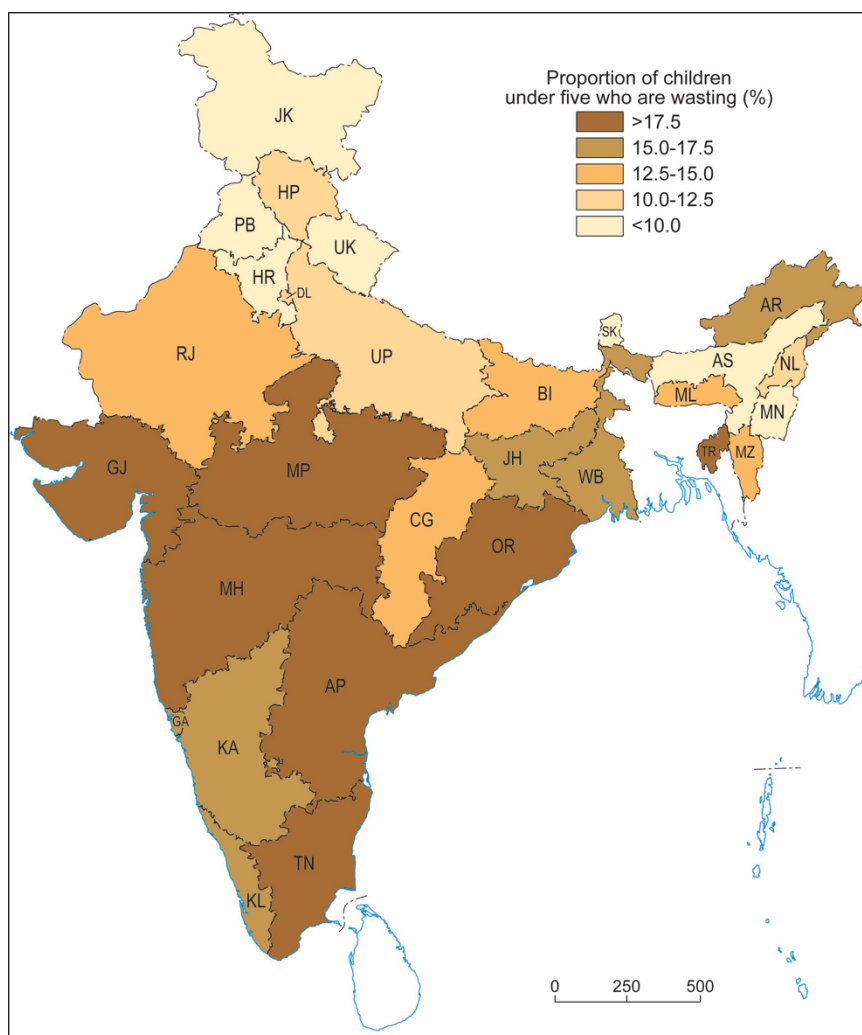 Proportion of children
under five who are wasting (%)
>17.5
15.0-17.5
12.5-15.0
10.0-12.5
<10.0
JK
HP
PB
UK
HR
DL
RJ
UP
SK
AR
AS
NL
BI
ML
MN
GJ
MP
JH
WB
TR
MZ
CG
OR
MH
AP
GA
KA
TN
KL
0 250 500